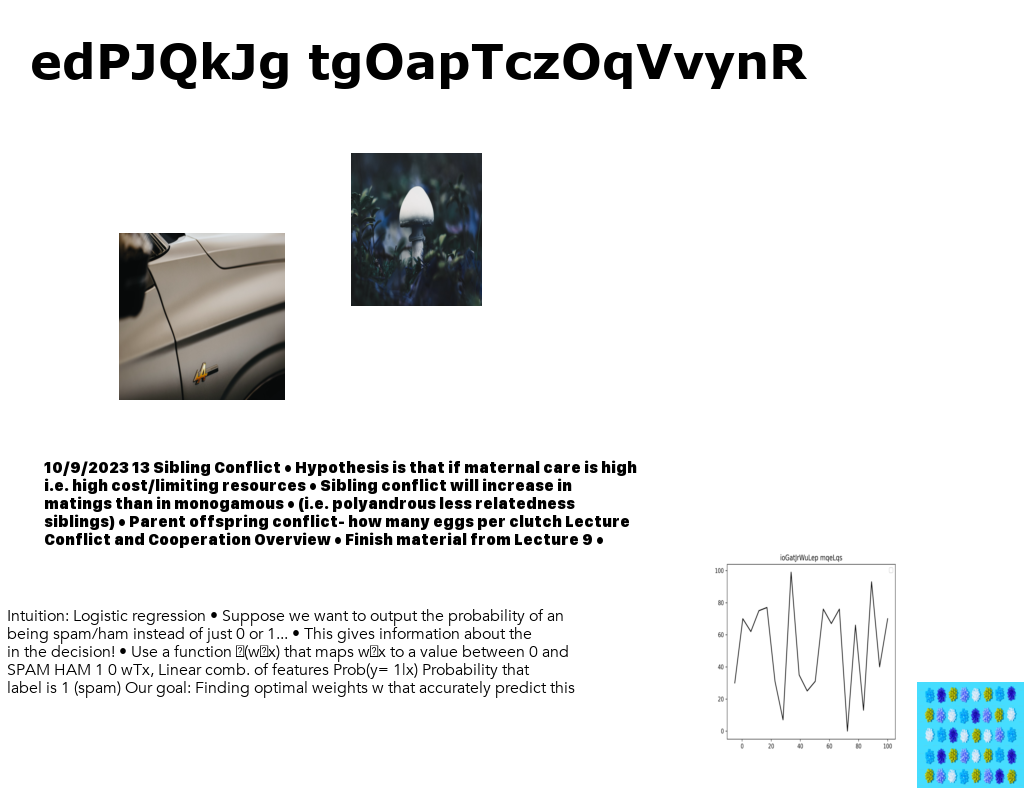 edPJQkJg tgOapTczOqVvynR
10/9/2023 13 Sibling Conflict • Hypothesis is that if maternal care is high
i.e. high cost/limiting resources • Sibling conflict will increase in
matings than in monogamous • (i.e. polyandrous less relatedness
siblings) • Parent offspring conflict- how many eggs per clutch Lecture
Conflict and Cooperation Overview • Finish material from Lecture 9 •
Intuition: Logistic regression • Suppose we want to output the probability of an
being spam/ham instead of just 0 or 1... • This gives information about the
in the decision! • Use a function (w x) that maps w x to a value between 0 and
SPAM HAM 1 0 wTx, Linear comb. of features Prob(y= 1|x) Probability that
label is 1 (spam) Our goal: Finding optimal weights w that accurately predict this
ioGatJrWuLep mqeLqs
100
80
60
40
20
0
0 20 40 60 80 100